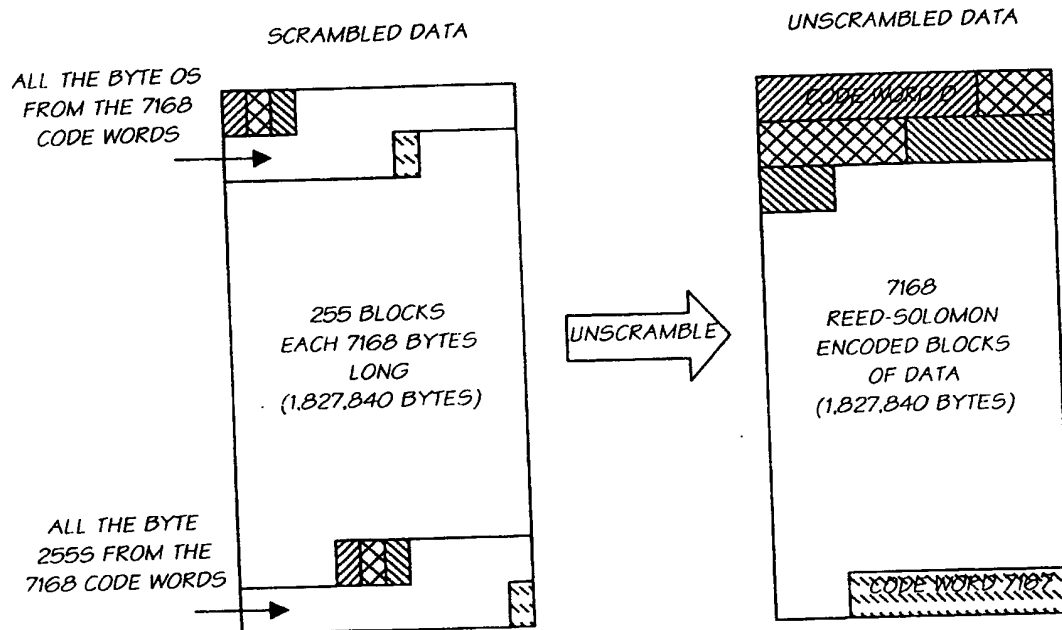 SCRAMBLED DATA
UNSCRAMBLED DATA
ALL THE BYTE 0S
FROM THE 7168
CODE WORDS
CODE WORD 0
255 BLOCKS
EACH 7168 BYTES
LONG
(1,827,840 BYTES)
UNSCRAMBLE
7168
REED-SOLOMON
ENCODED BLOCKS
OF DATA
(1,827,840 BYTES)
ALL THE BYTE
255S FROM THE
7168 CODE WORDS
CODE WORD 7167